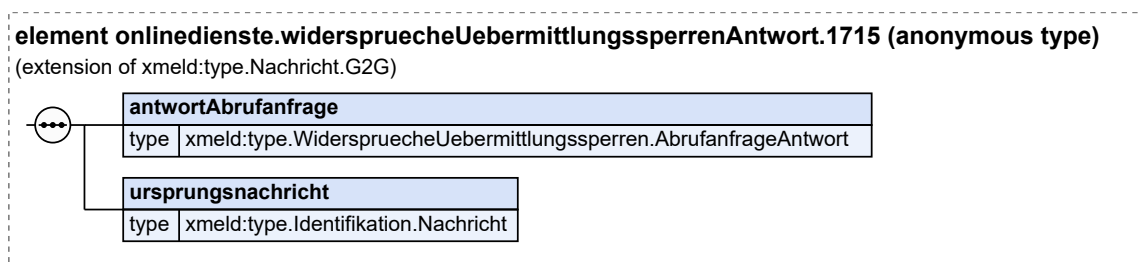 element onlinedienste.widerspruecheUebermittlungssperrenAntwort.1715 (anonymous type)
(extension of xmeld:type.Nachricht.G2G)
antwortAbrufanfrage
type xmeld:type.WiderspruecheUebermittlungssperren.AbrufanfrageAntwort
ursprungsnachricht
type xmeld:type.Identifikation.Nachricht